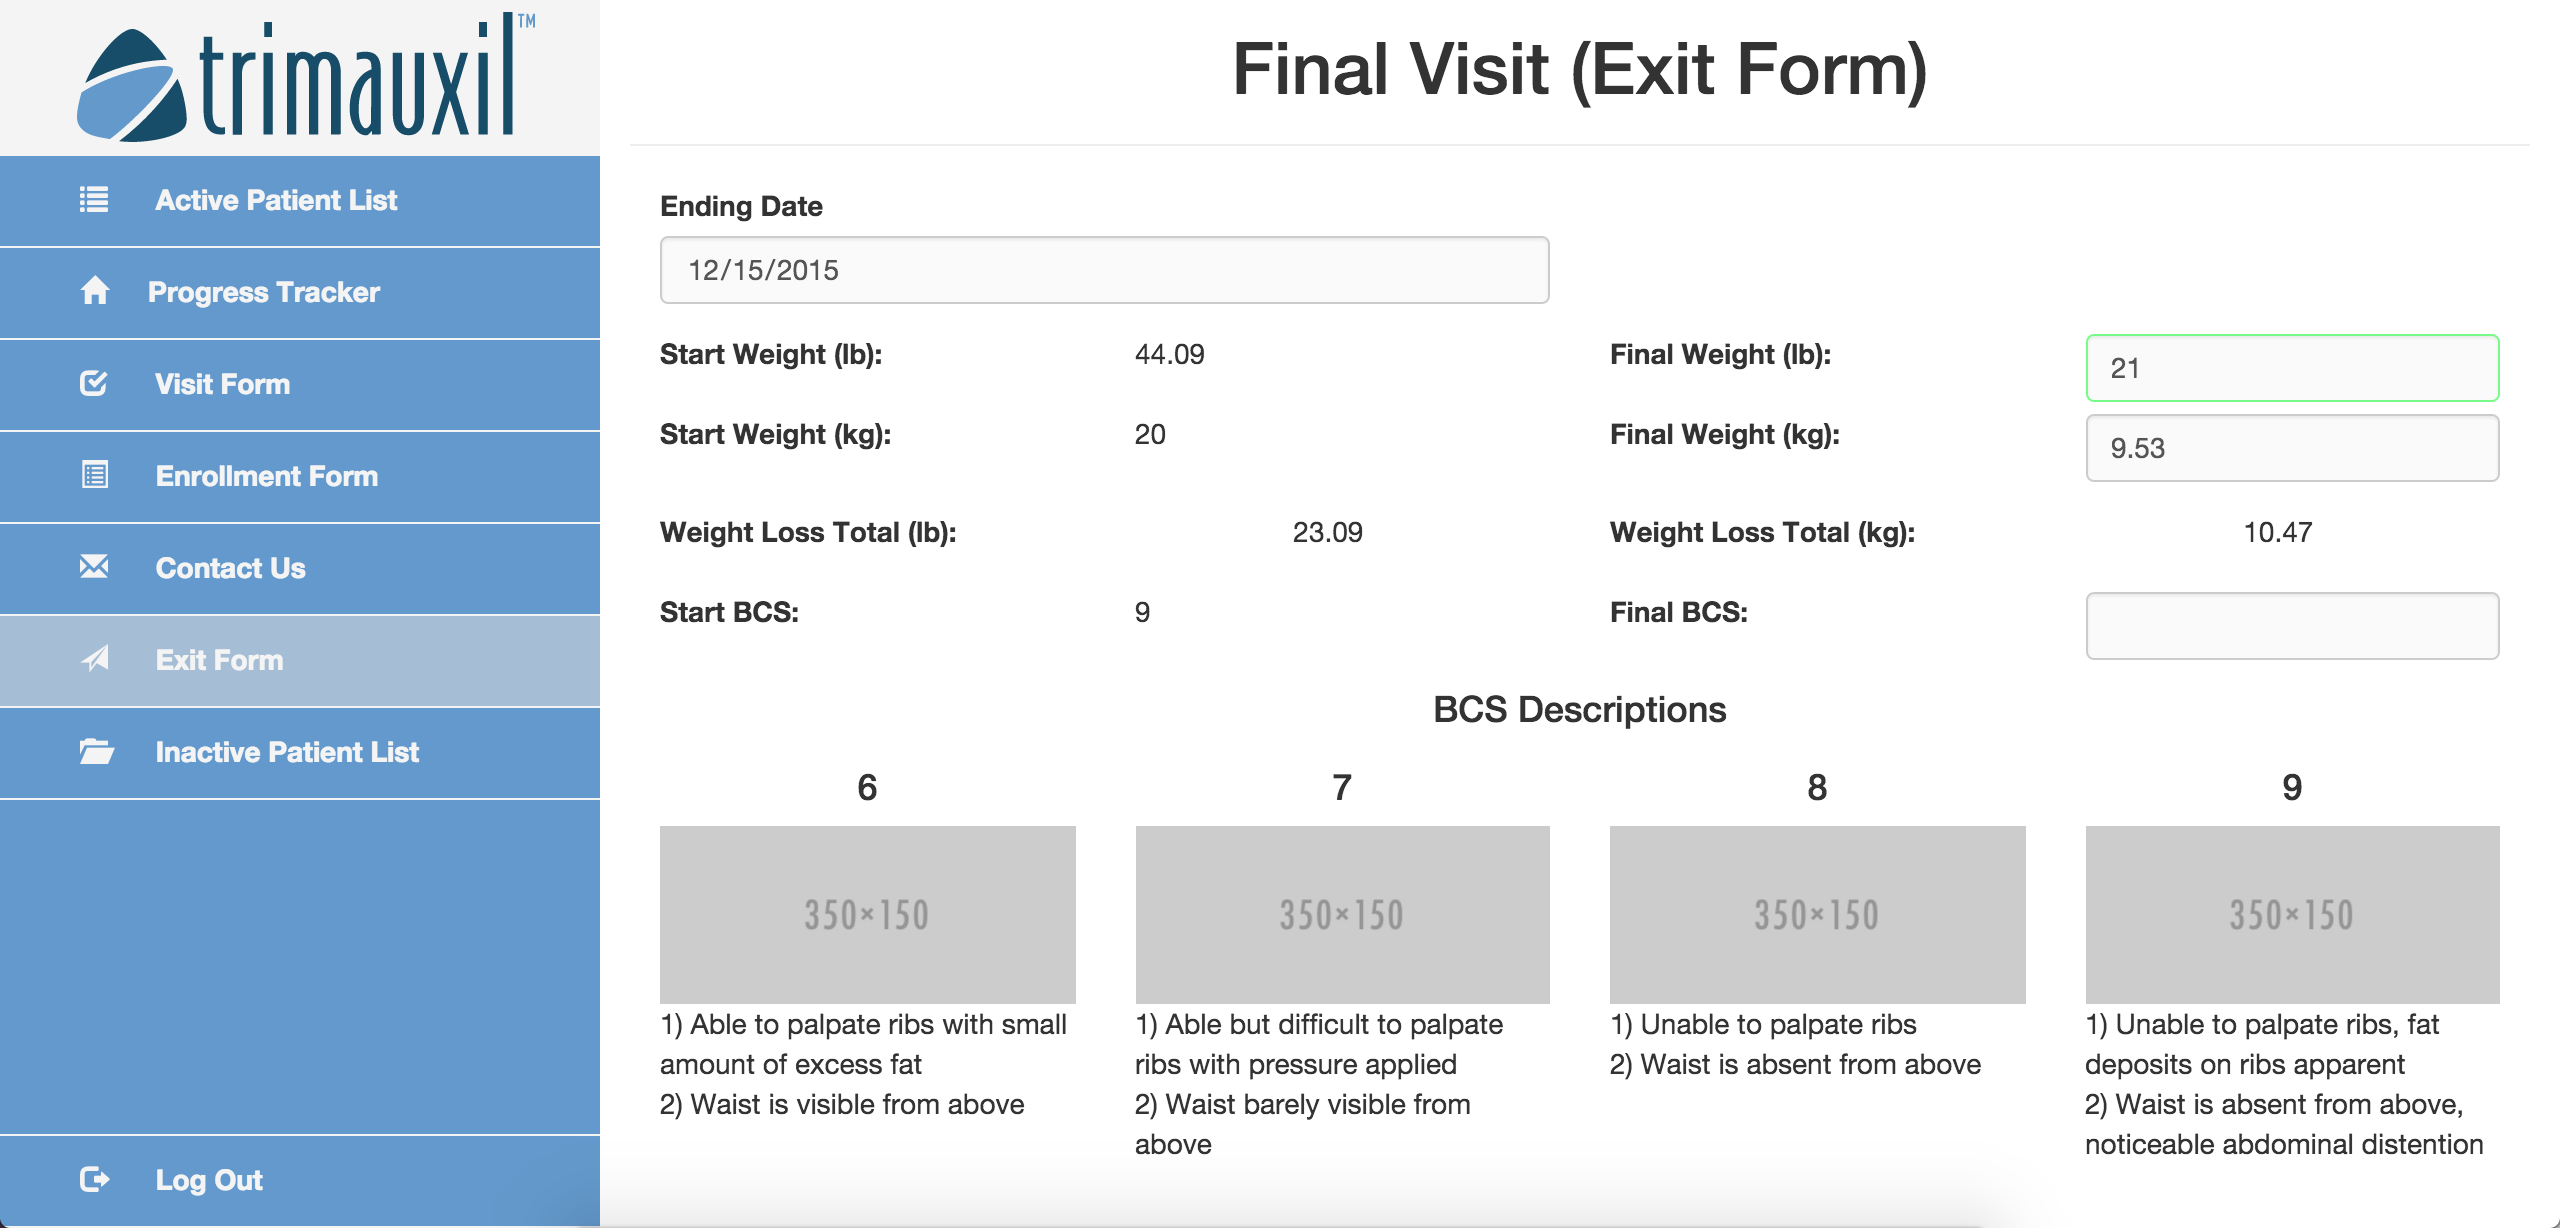 trimauxil™
Active Patient List
Progress Tracker
Visit Form
Enrollment Form
Contact Us
Exit Form
Inactive Patient List
Log Out
Final Visit (Exit Form)
Ending Date
12/15/2015
Start Weight (lb): 44.09 Final Weight (lb): 21
Start Weight (kg): 20 Final Weight (kg): 9.53
Weight Loss Total (lb): 23.09 Weight Loss Total (kg): 10.47
Start BCS: 9 Final BCS:
BCS Descriptions
6
350×150
1) Able to palpate ribs with small
amount of excess fat
2) Waist is visible from above
7
350×150
1) Able but difficult to palpate
ribs with pressure applied
2) Waist barely visible from
above
8
350×150
1) Unable to palpate ribs
2) Waist is absent from above
9
350×150
1) Unable to palpate ribs, fat
deposits on ribs apparent
2) Waist is absent from above,
noticeable abdominal distention